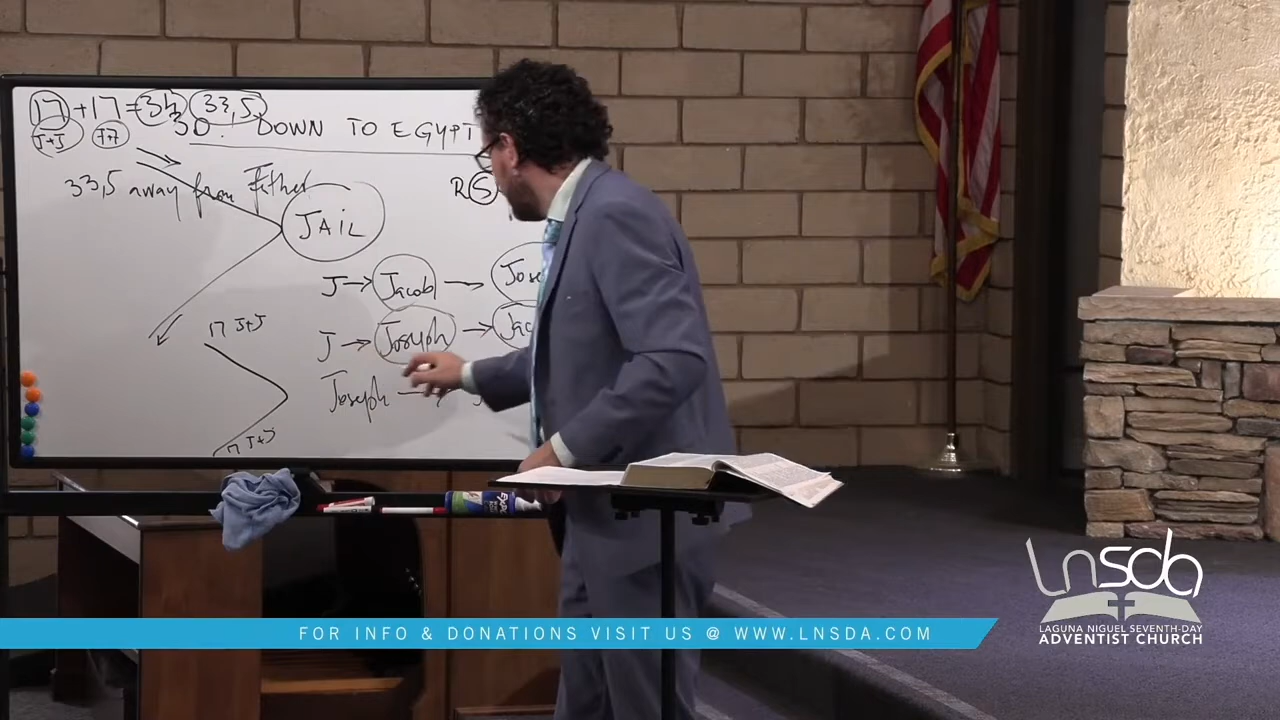 17 + 17 = 34 33,5
J+J J+J
30. DOWN TO EGYPT
33,5 away from Father
R S
JAIL
J → Jacob —
J → Joseph →
Joseph —
17 J+J
17 J+J
EXPO
FOR INFO & DONATIONS VISIT US @ WWW.LNSDA.COM
LnSDA
LAGUNA NIGUEL SEVENTH-DAY
ADVENTIST CHURCH